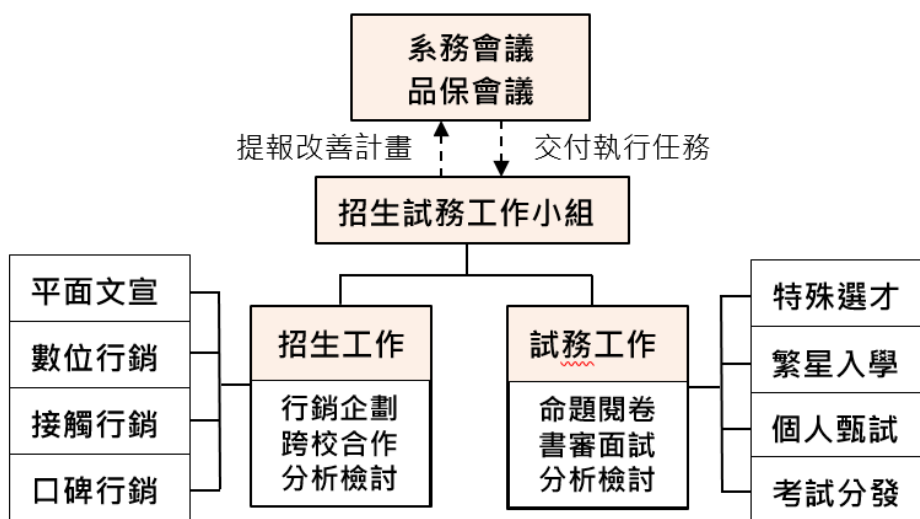 系務會議
品保會議
提報改善計畫
交付執行任務
招生試務工作小組
平面文宣
數位行銷
接觸行銷
口碑行銷
招生工作
行銷企劃
跨校合作
分析檢討
試務工作
命題閱卷
書審面試
分析檢討
特殊選才
繁星入學
個人甄試
考試分發